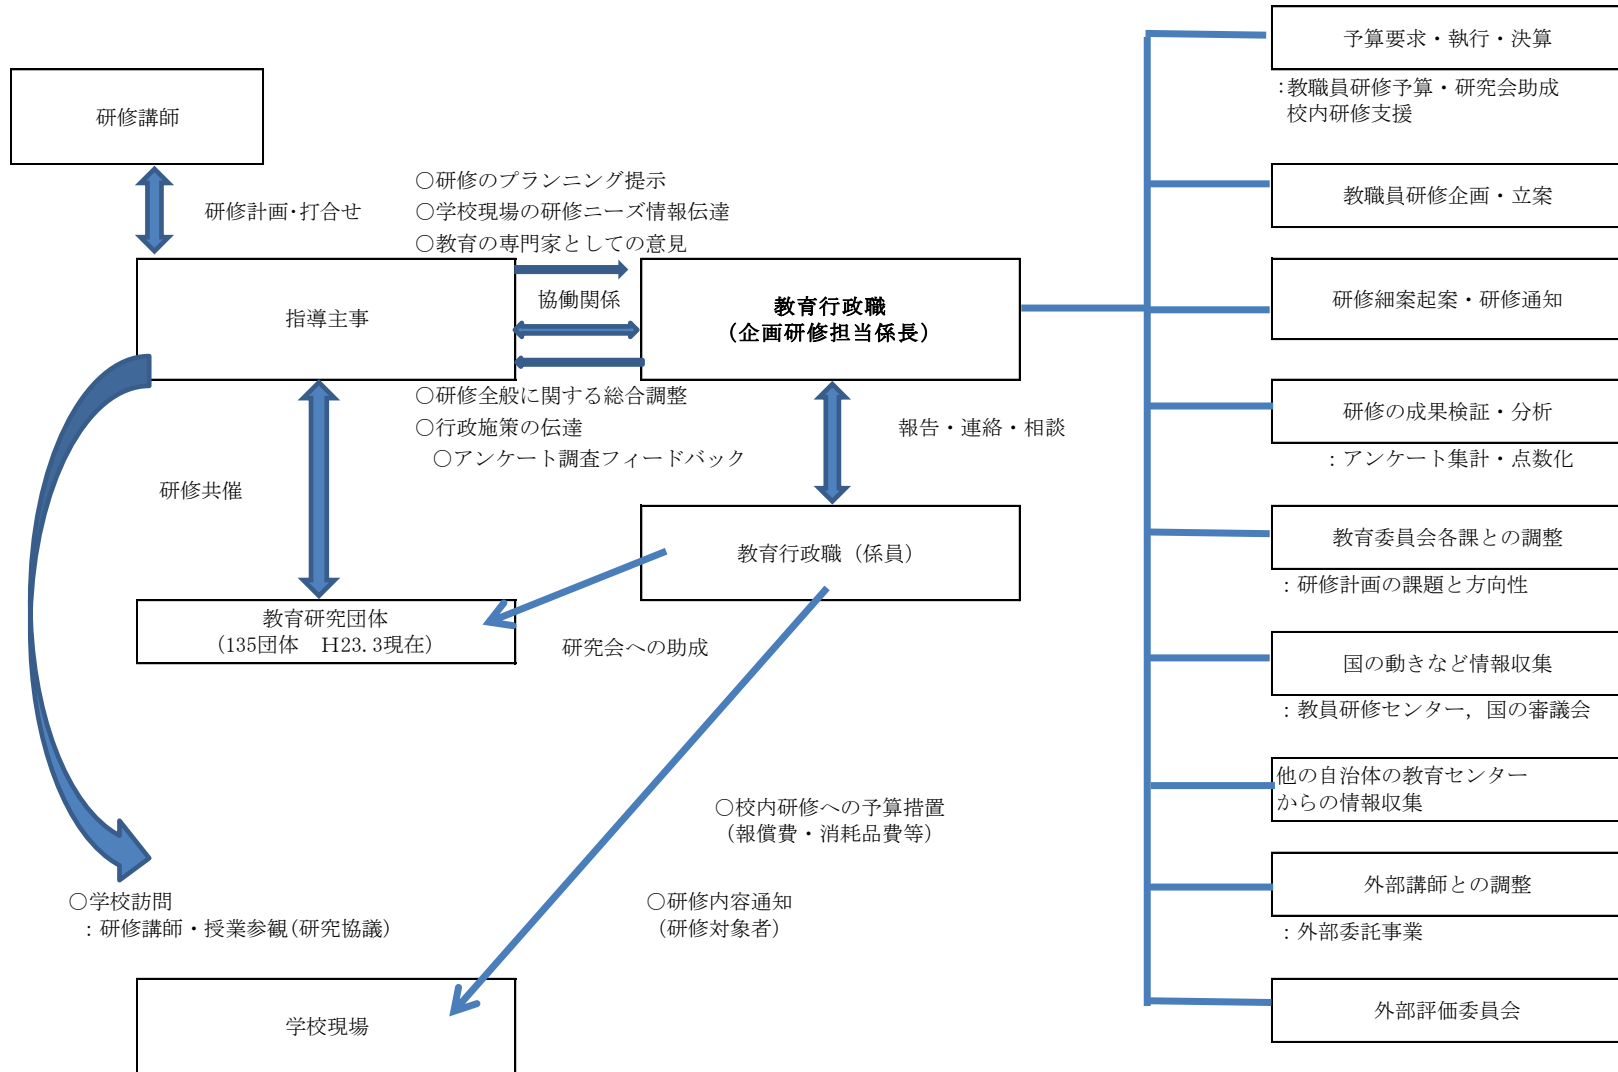 研修講師
研修計画･打合せ
○研修のプランニング提示
○学校現場の研修ニーズ情報伝達
○教育の専門家としての意見
指導主事
協働関係
教育行政職
（企画研修担当係長）
○研修全般に関する総合調整
○行政施策の伝達
○アンケート調査フィードバック
報告・連絡・相談
研修共催
教育行政職（係員）
教育研究団体
(135団体　H23.3現在)
研究会への助成
○校内研修への予算措置
(報償費・消耗品費等)
○学校訪問
：研修講師・授業参観(研究協議)
○研修内容通知
(研修対象者)
学校現場
予算要求・執行・決算
：教職員研修予算・研究会助成
校内研修支援
教職員研修企画・立案
研修細案起案・研修通知
研修の成果検証・分析
：アンケート集計・点数化
教育委員会各課との調整
：研修計画の課題と方向性
国の動きなど情報収集
：教員研修センター，国の審議会
他の自治体の教育センター
からの情報収集
外部講師との調整
：外部委託事業
外部評価委員会